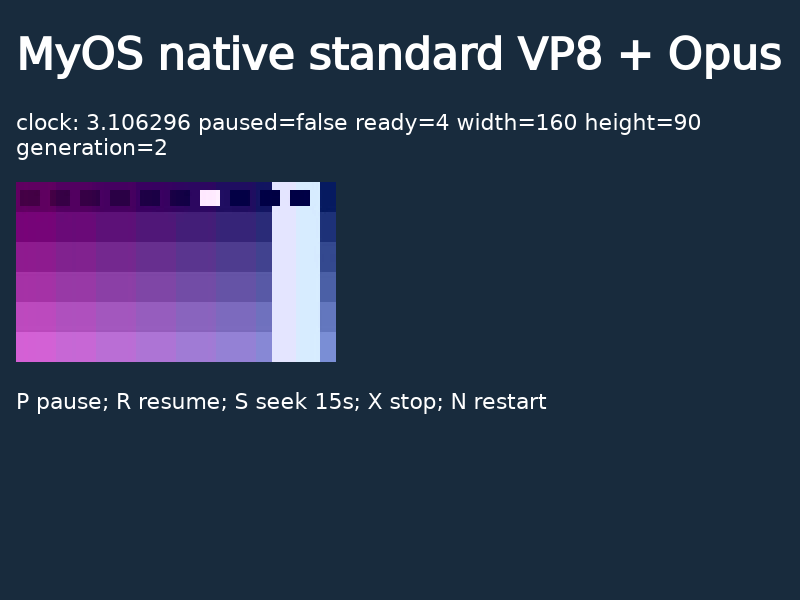 MyOS native standard VP8 + Opus
clock: 3.106296 paused=false ready=4 width=160 height=90
generation=2
P pause; R resume; S seek 15s; X stop; N restart